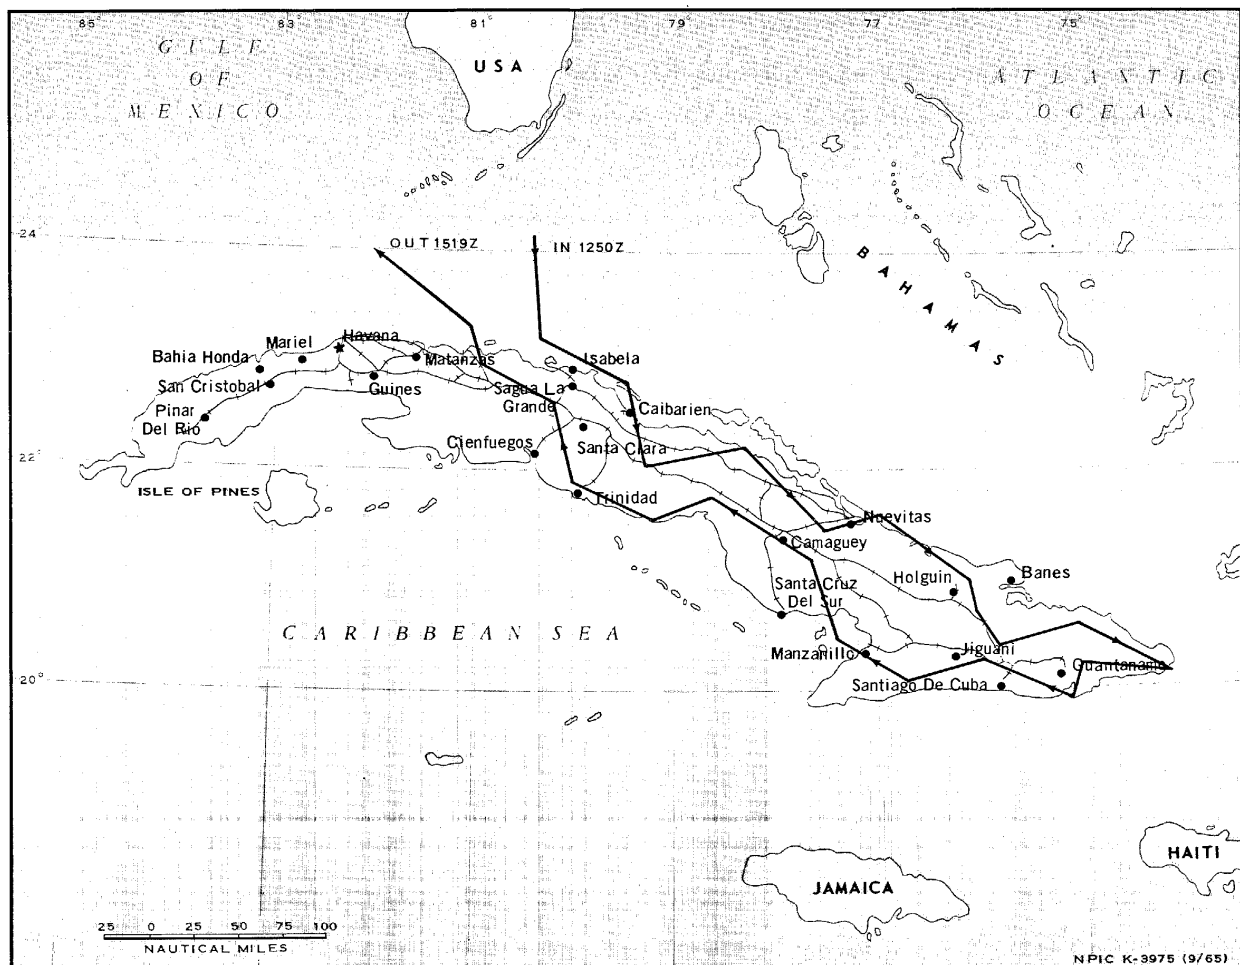 85° 83° 81° 79 77 75°
GULF
OF
MEXICO
USA
ATLANTIC
OCEAN
24°
OUT 1519Z
IN 1250Z
BAHAMAS
Mariel
Havana
Bahia Honda
Matanzas
Isabela
San Cristobal
Guines
Sagua La
Grande
Pinar
Del Rio
Caibarien
Cienfuegos
Santa Clara
22°
ISLE OF PINES
Trinidad
Nuevitas
Camaguey
Santa Cruz
Del Sur
Holguin
Banes
CARIBBEAN SEA
Manzanillo
Jiguani
Guantanamo
20°
Santiago De Cuba
HAITI
JAMAICA
25 0 25 50 75 100
NAUTICAL MILES
NPIC K-3975 (9/65)